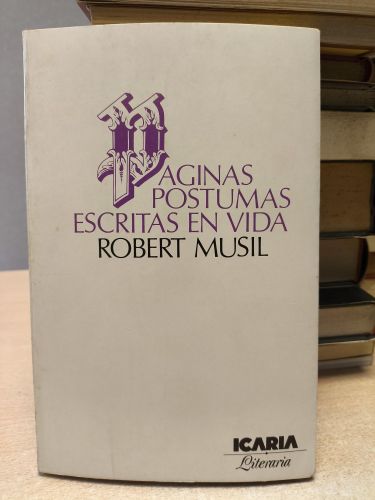 PAGINAS
POSTUMAS
ESCRITAS EN VIDA
ROBERT MUSIL
ICARIA
Literaria